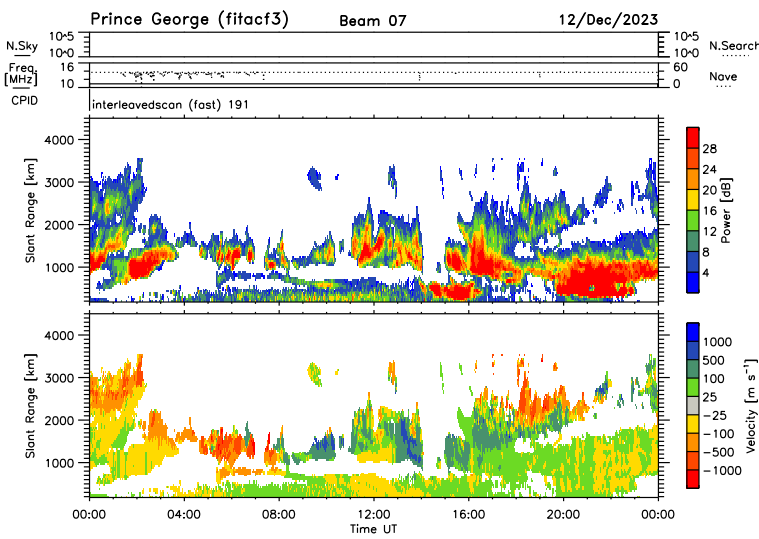 Prince George (fitacf3) Beam 07 12/Dec/2023
N.Sky 10^5 10^0 10^5 10^0 N.Search
Freq [MHz] 16 10 60 0 Nave
CPID interleavedscan (fast) 191
Slant Range [km] 4000 3000 2000 1000
28 24 20 16 12 8 4 Power [dB]
Slant Range [km] 4000 3000 2000 1000
1000 500 100 25 −25 −100 −500 −1000 Velocity [m s⁻¹]
00:00 04:00 08:00 12:00 16:00 20:00 00:00
Time UT